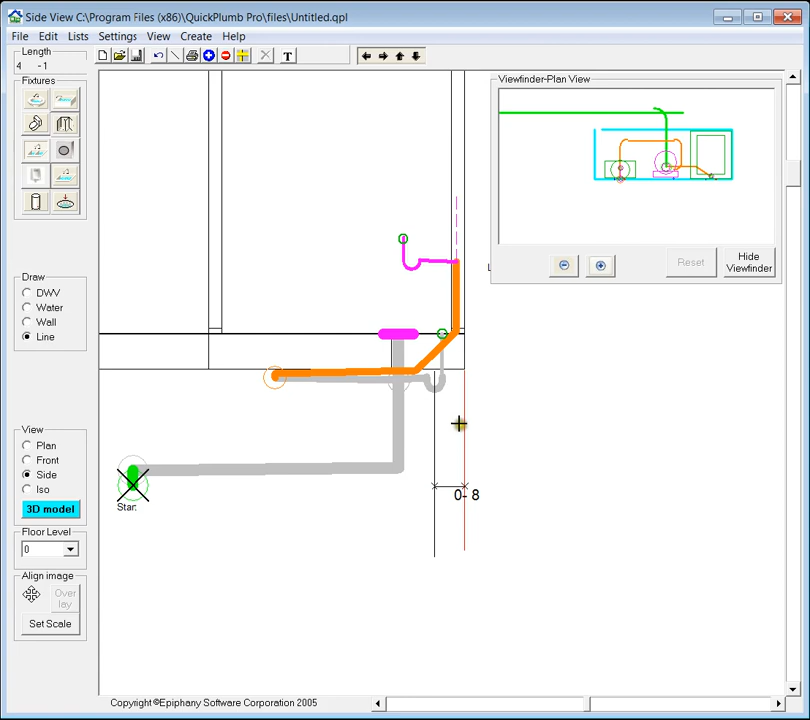 Side View C:\Program Files (x86)\QuickPlumb Pro\files\Untitled.qpl
File Edit Lists Settings View Create Help
Length
4 -1
T
Fixtures
Viewfinder-Plan View
Reset
Hide Viewfinder
Draw
DWV
Water
Wall
Line
View
Plan
Front
Side
Iso
3D model
Star:
0- 8
Floor Level
0
Align image
Over lay
Set Scale
Copyright ©Epiphany Software Corporation 2005